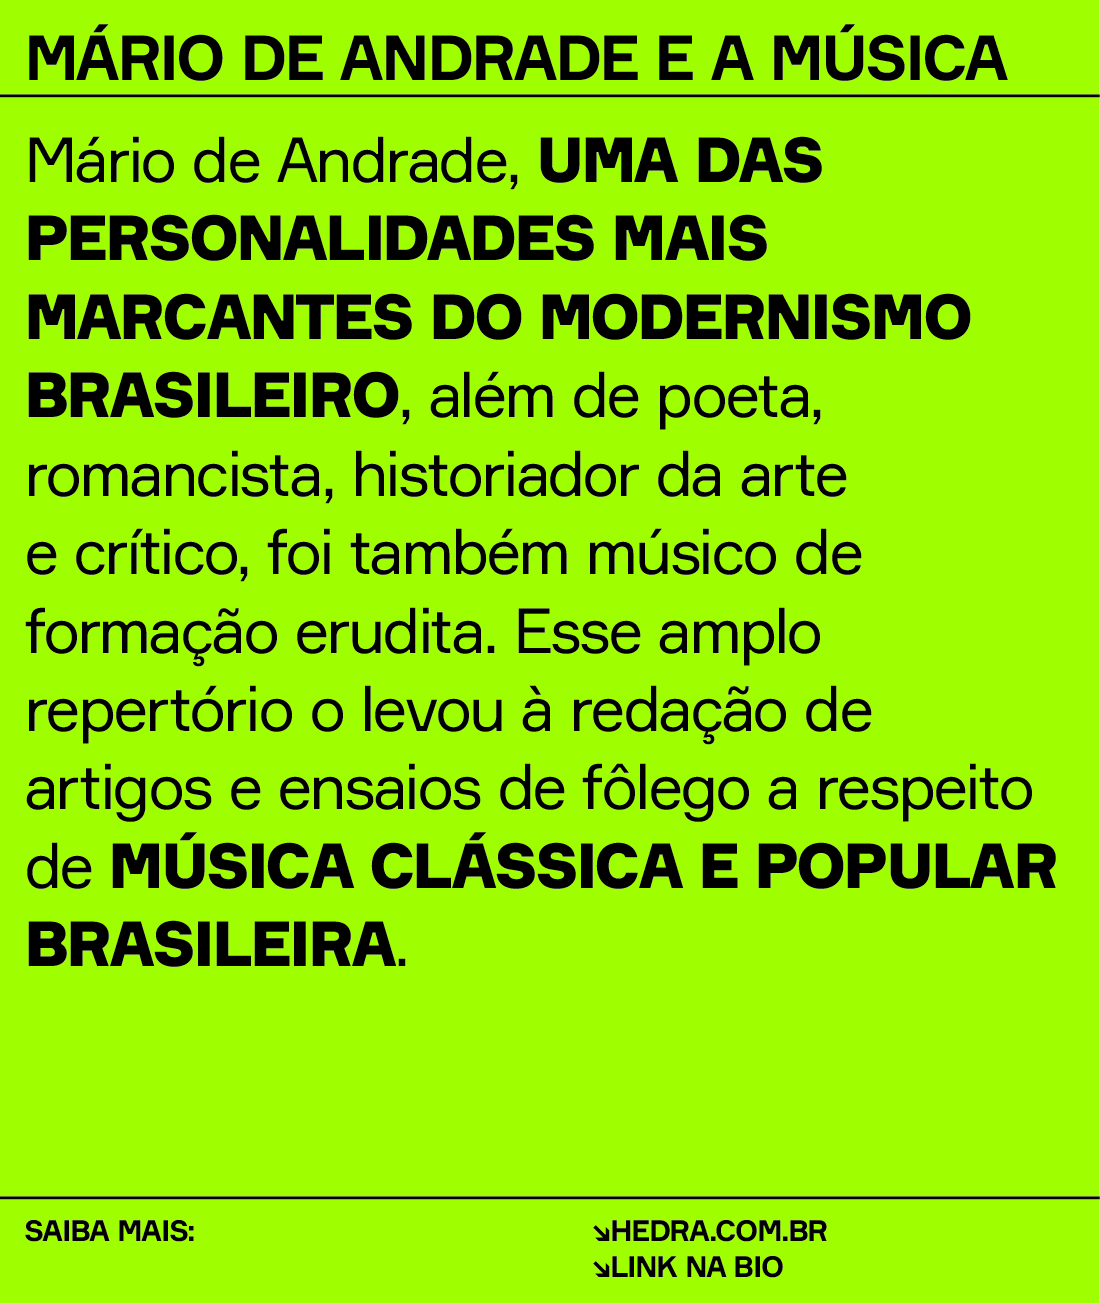 MÁRIO DE ANDRADE E A MÚSICA
Mário de Andrade, UMA DAS
PERSONALIDADES MAIS
MARCANTES DO MODERNISMO
BRASILEIRO, além de poeta,
romancista, historiador da arte
e crítico, foi também músico de
formação erudita. Esse amplo
repertório o levou à redação de
artigos e ensaios de fôlego a respeito
de MÚSICA CLÁSSICA E POPULAR
BRASILEIRA.
SAIBA MAIS:
↘HEDRA.COM.BR
↘LINK NA BIO